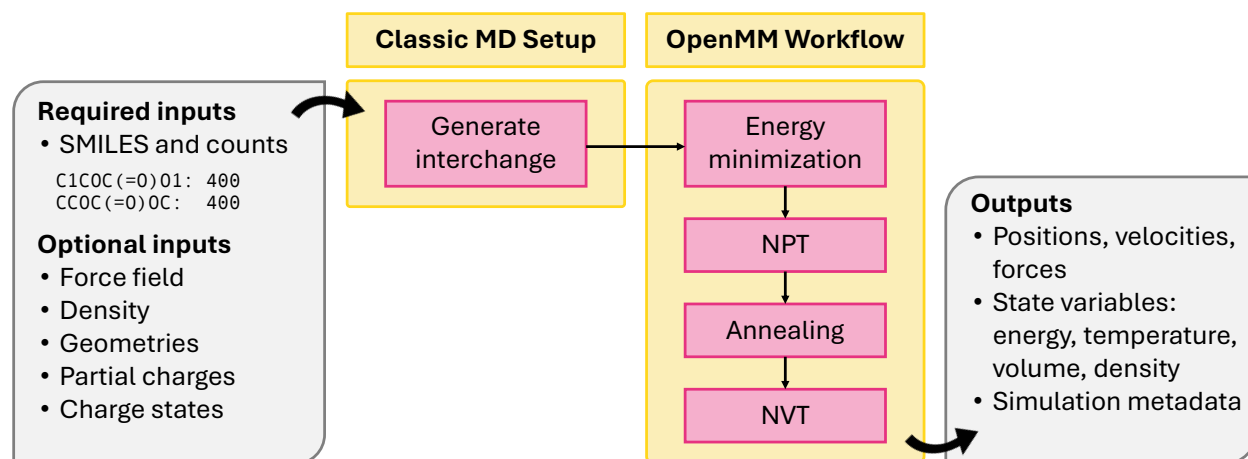 Classic MD Setup
OpenMM Workflow
Required inputs
• SMILES and counts
C1COC(=O)O1: 400
CCOC(=O)OC: 400
Optional inputs
• Force field
• Density
• Geometries
• Partial charges
• Charge states
Generate
interchange
Energy
minimization
NPT
Annealing
NVT
Outputs
• Positions, velocities,
forces
• State variables:
energy, temperature,
volume, density
• Simulation metadata